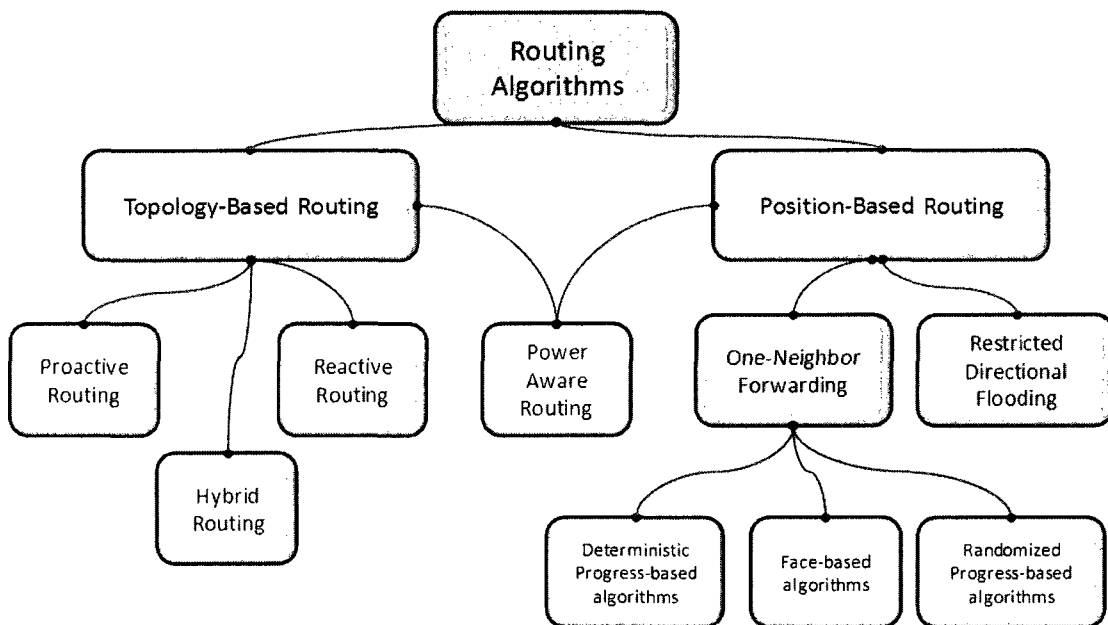 Routing
Algorithms
Topology-Based Routing
Position-Based Routing
Proactive
Routing
Reactive
Routing
Power
Aware
Routing
One-Neighbor
Forwarding
Restricted
Directional
Flooding
Hybrid
Routing
Deterministic
Progress-based
algorithms
Face-based
algorithms
Randomized
Progress-based
algorithms